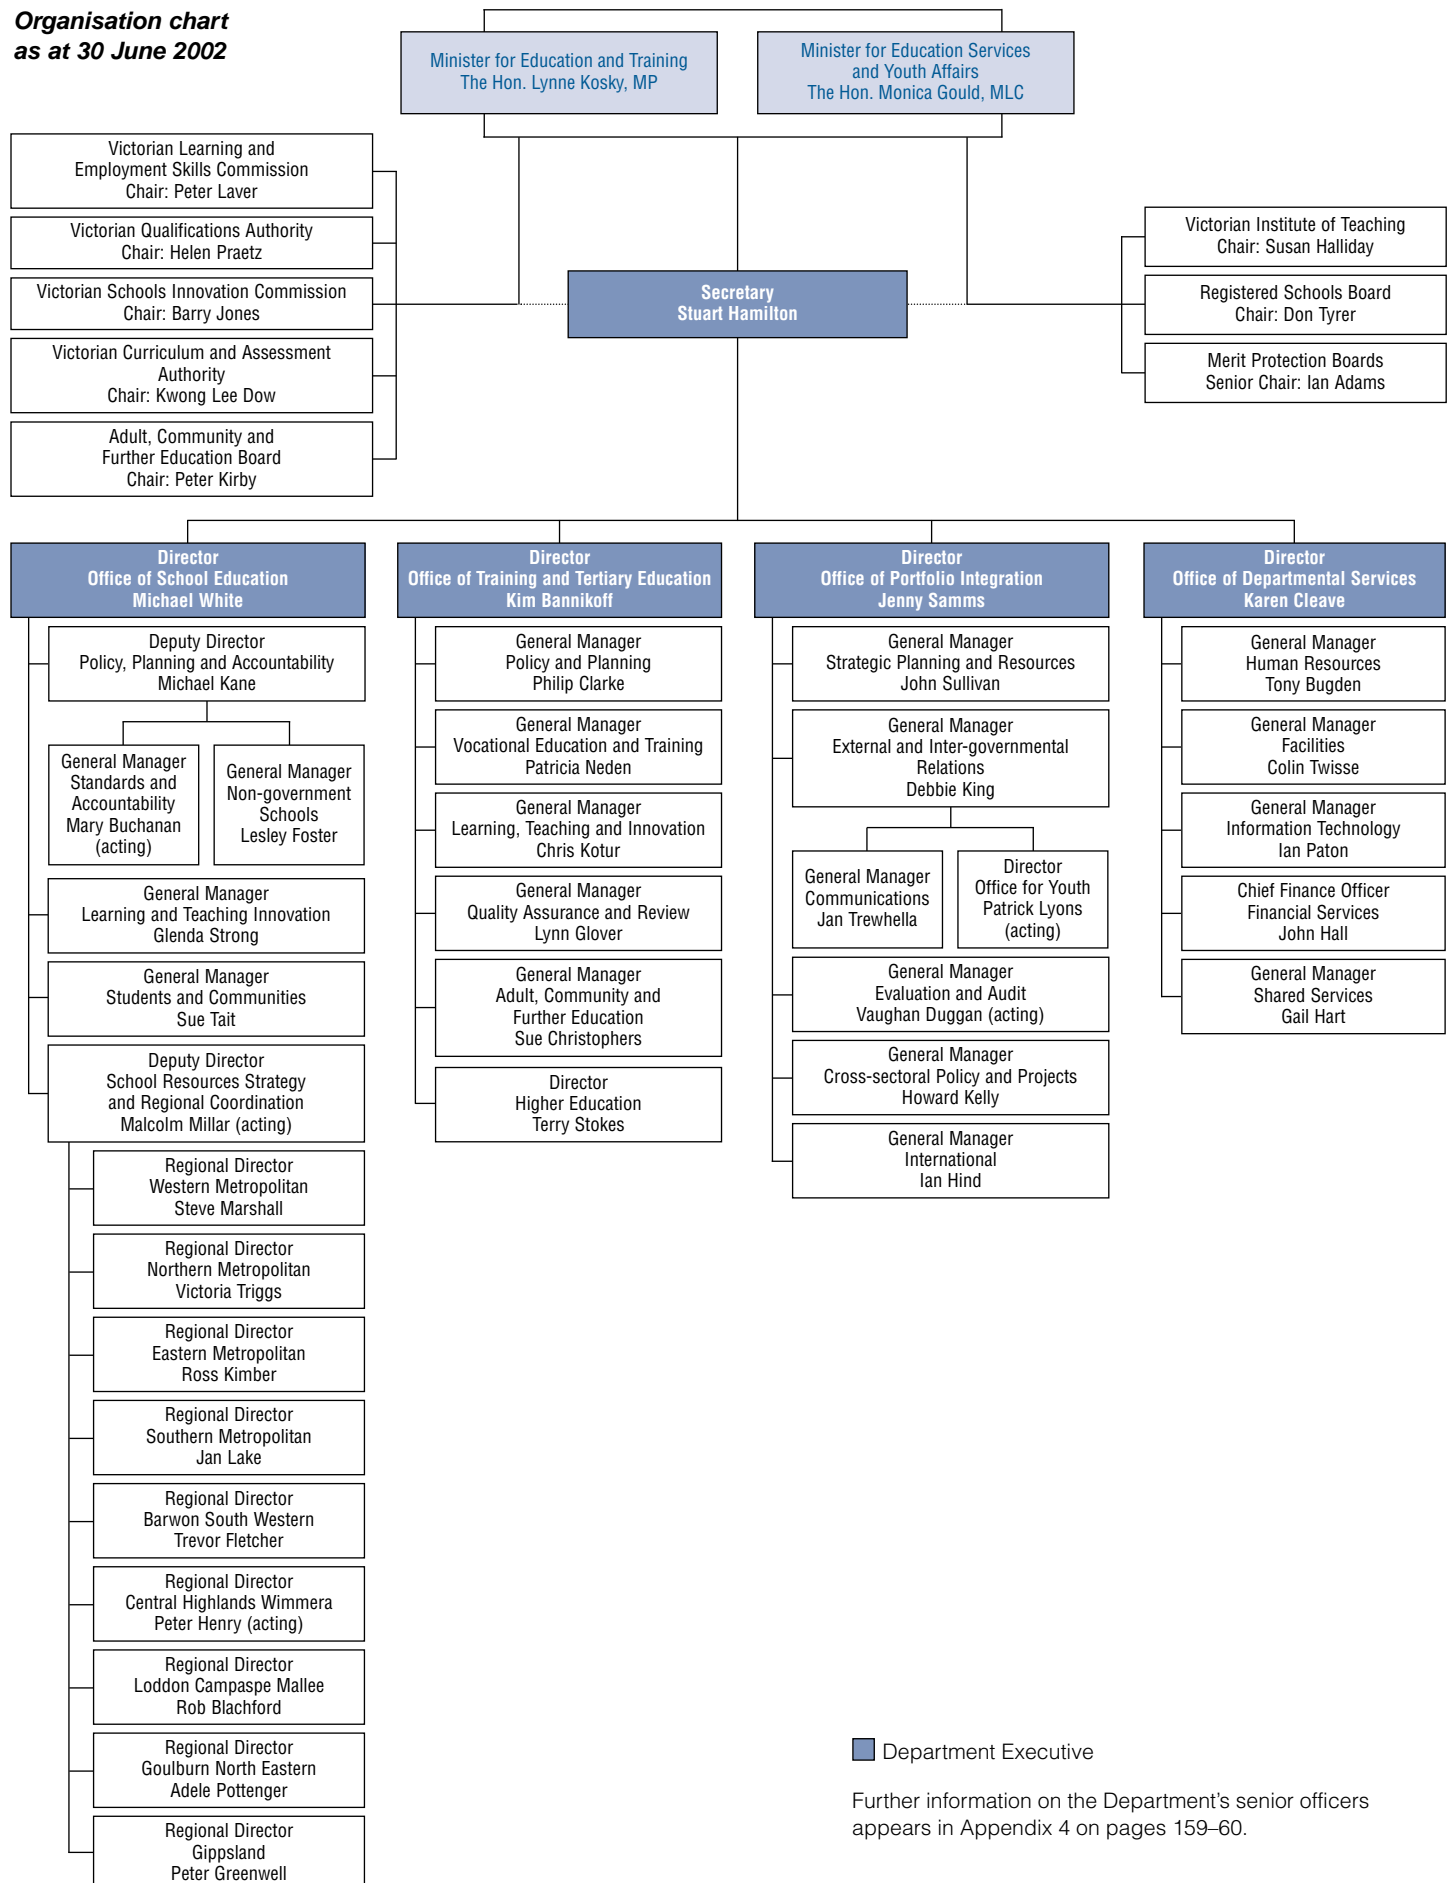 Organisation chart
as at 30 June 2002
Minister for Education and Training
The Hon. Lynne Kosky, MP
Minister for Education Services
and Youth Affairs
The Hon. Monica Gould, MLC
Victorian Learning and
Employment Skills Commission
Chair: Peter Laver
Victorian Qualifications Authority
Chair: Helen Praetz
Victorian Schools Innovation Commission
Chair: Barry Jones
Victorian Curriculum and Assessment
Authority
Chair: Kwong Lee Dow
Adult, Community and
Further Education Board
Chair: Peter Kirby
Secretary
Stuart Hamilton
Victorian Institute of Teaching
Chair: Susan Halliday
Registered Schools Board
Chair: Don Tyrer
Merit Protection Boards
Senior Chair: Ian Adams
Director
Office of School Education
Michael White
Deputy Director
Policy, Planning and Accountability
Michael Kane
General Manager
Standards and
Accountability
Mary Buchanan
(acting)
General Manager
Non-government
Schools
Lesley Foster
General Manager
Learning and Teaching Innovation
Glenda Strong
General Manager
Students and Communities
Sue Tait
Deputy Director
School Resources Strategy
and Regional Coordination
Malcolm Millar (acting)
Regional Director
Western Metropolitan
Steve Marshall
Regional Director
Northern Metropolitan
Victoria Triggs
Regional Director
Eastern Metropolitan
Ross Kimber
Regional Director
Southern Metropolitan
Jan Lake
Regional Director
Barwon South Western
Trevor Fletcher
Regional Director
Central Highlands Wimmera
Peter Henry (acting)
Regional Director
Loddon Campaspe Mallee
Rob Blachford
Regional Director
Goulburn North Eastern
Adele Pottenger
Regional Director
Gippsland
Peter Greenwell
Director
Office of Training and Tertiary Education
Kim Bannikoff
General Manager
Policy and Planning
Philip Clarke
General Manager
Vocational Education and Training
Patricia Neden
General Manager
Learning, Teaching and Innovation
Chris Kotur
General Manager
Quality Assurance and Review
Lynn Glover
General Manager
Adult, Community and
Further Education
Sue Christophers
Director
Higher Education
Terry Stokes
Director
Office of Portfolio Integration
Jenny Samms
General Manager
Strategic Planning and Resources
John Sullivan
General Manager
External and Inter-governmental
Relations
Debbie King
General Manager
Communications
Jan Trewhella
Director
Office for Youth
Patrick Lyons
(acting)
General Manager
Evaluation and Audit
Vaughan Duggan (acting)
General Manager
Cross-sectoral Policy and Projects
Howard Kelly
General Manager
International
Ian Hind
Director
Office of Departmental Services
Karen Cleave
General Manager
Human Resources
Tony Bugden
General Manager
Facilities
Colin Twisse
General Manager
Information Technology
Ian Paton
Chief Finance Officer
Financial Services
John Hall
General Manager
Shared Services
Gail Hart
Department Executive
Further information on the Department's senior officers
appears in Appendix 4 on pages 159–60.